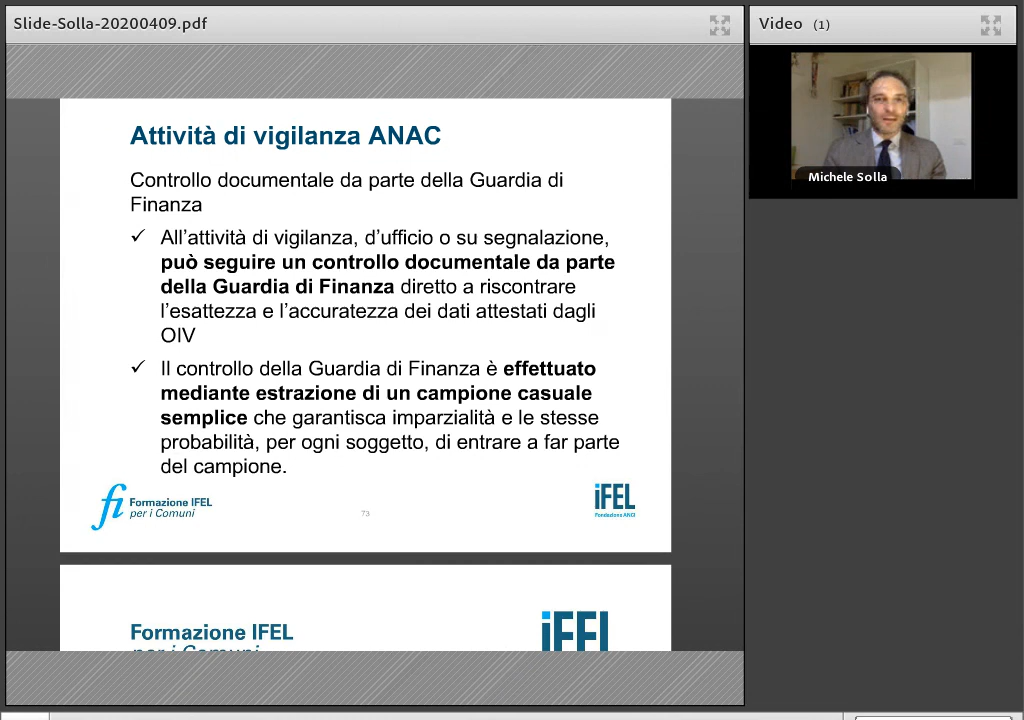 Slide-Solla-20200409.pdf
Video (1)
Michele Solla
Attività di vigilanza ANAC
Controllo documentale da parte della Guardia di
Finanza
✓ All’attività di vigilanza, d’ufficio o su segnalazione,
può seguire un controllo documentale da parte
della Guardia di Finanza diretto a riscontrare
l’esattezza e l’accuratezza dei dati attestati dagli
OIV
✓ Il controllo della Guardia di Finanza è effettuato
mediante estrazione di un campione casuale
semplice che garantisca imparzialità e le stesse
probabilità, per ogni soggetto, di entrare a far parte
del campione.
fi Formazione IFEL
per i Comuni
73
iFEL
Fondazione ANCI
Formazione IFEL
per i Comuni
iFEL